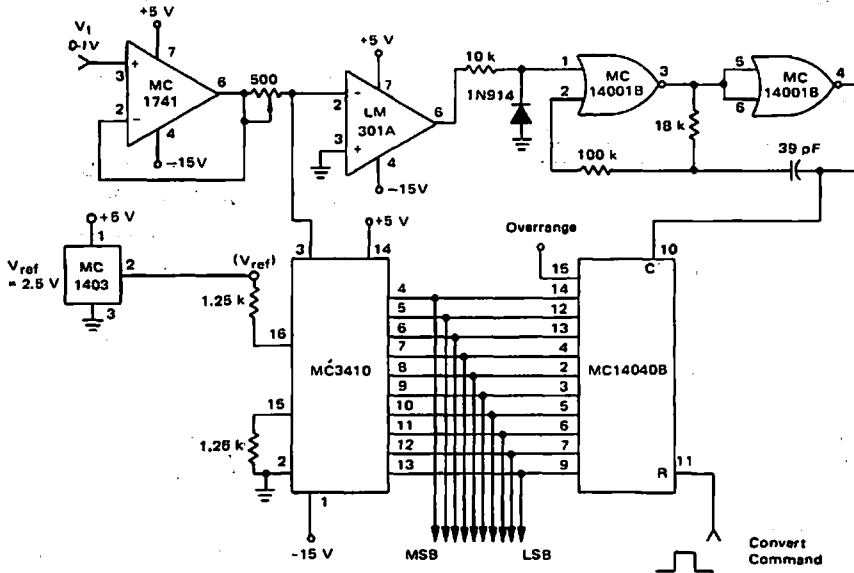 V1
0-1V
+5 V
7
3
+
MC
1741
6
2
−
4
−15V
500
+5 V
7
2
−
LM
301A
6
3
+
4
−15V
10 k
1N914
1
2
MC
14001B
3
18 k
100 k
39 pF
5
6
MC
14001B
4
+5 V
1
Vref
= 2.5 V
MC
1403
2
3
(Vref)
1.25 k
16
15
1.25 k
2
3
+5 V
14
MC3410
1
-15 V
4
5
6
7
8
9
10
11
12
13
MSB
LSB
Overrange
15
14
12
13
4
2
3
5
6
7
9
10
C
MC14040B
R
11
Convert
Command